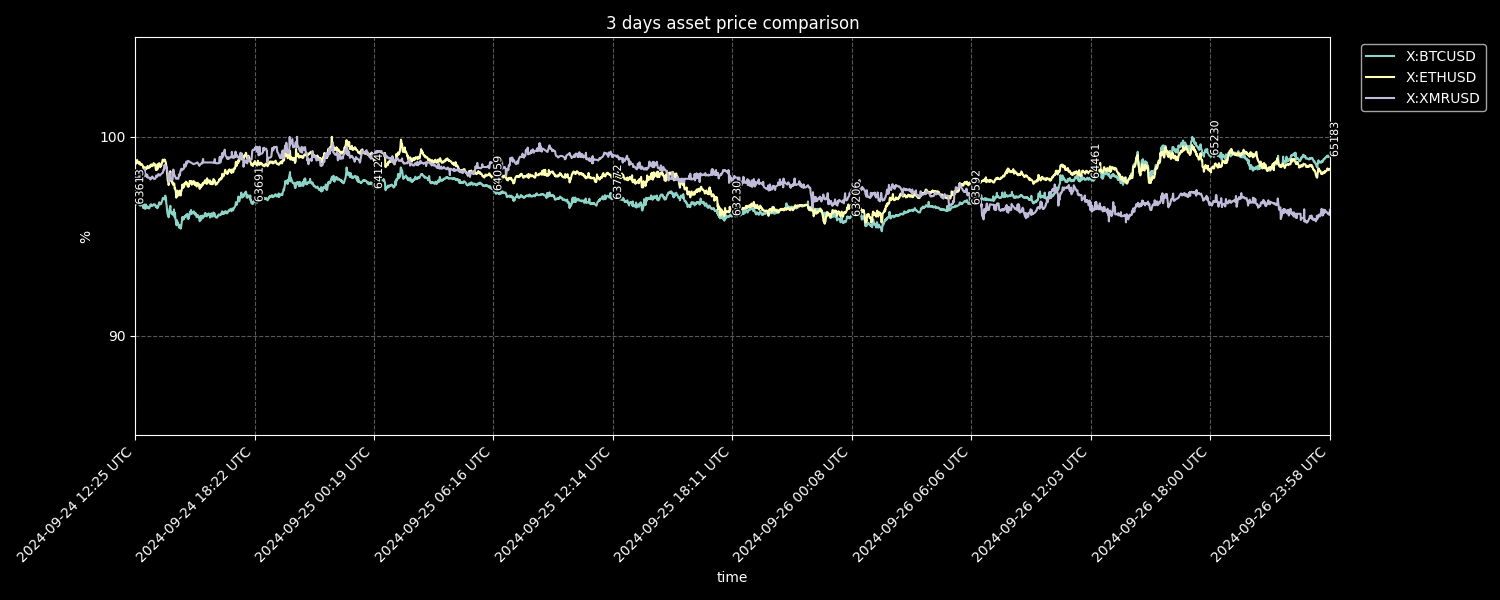 3 days asset price comparison
X:BTCUSD
X:ETHUSD
X:XMRUSD
100
90
%
63691
64124
64059
63230
63206
63592
64461
65230
65183
2024-09-24 12:25 UTC
2024-09-24 18:22 UTC
2024-09-25 00:19 UTC
2024-09-25 06:16 UTC
2024-09-25 12:14 UTC
2024-09-25 18:11 UTC
2024-09-26 00:08 UTC
2024-09-26 06:06 UTC
2024-09-26 12:03 UTC
2024-09-26 18:00 UTC
2024-09-26 23:58 UTC
time